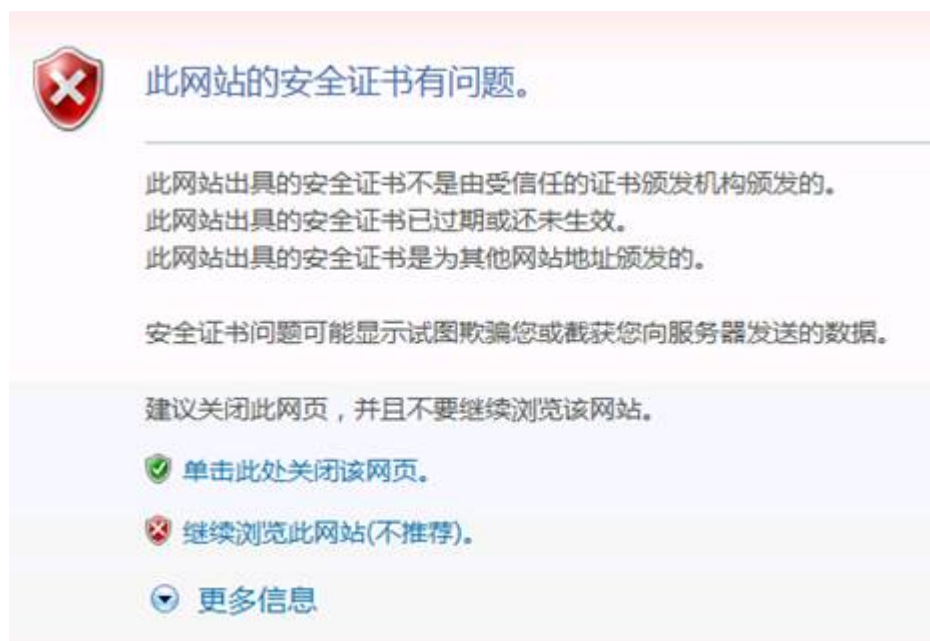 此网站的安全证书有问题。
此网站出具的安全证书不是由受信任的证书颁发机构颁发的。
此网站出具的安全证书已过期或还未生效。
此网站出具的安全证书是为其他网站地址颁发的。
安全证书问题可能显示试图欺骗您或截获您向服务器发送的数据。
建议关闭此网页，并且不要继续浏览该网站。
单击此处关闭该网页。
继续浏览此网站(不推荐)。
更多信息